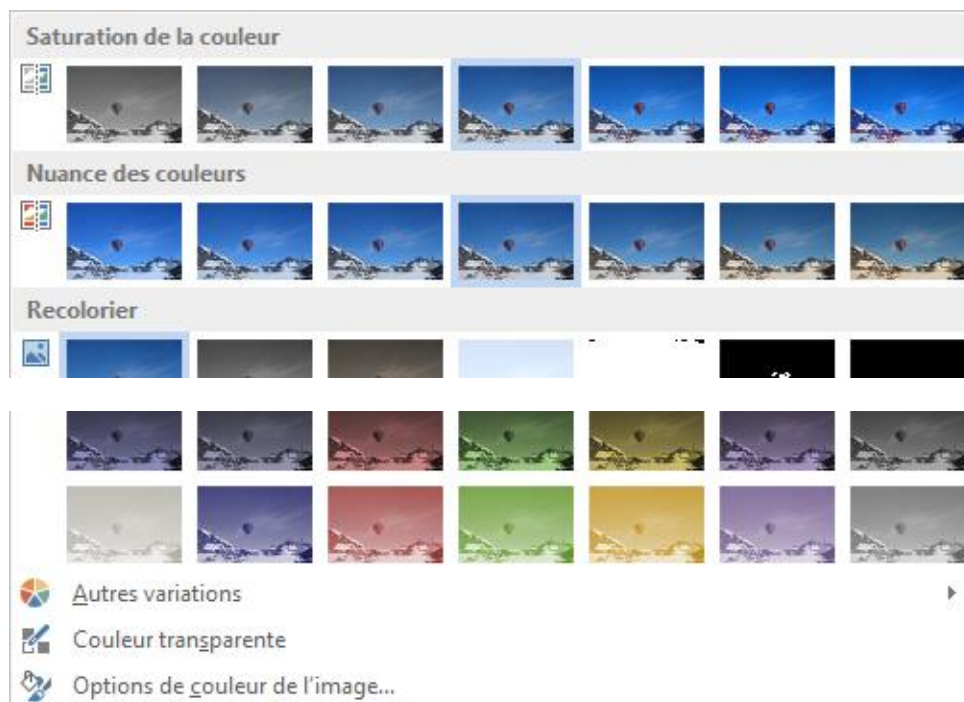 Saturation de la couleur
Nuance des couleurs
Recolorier
Autres variations
Couleur transparente
Options de couleur de l'image...